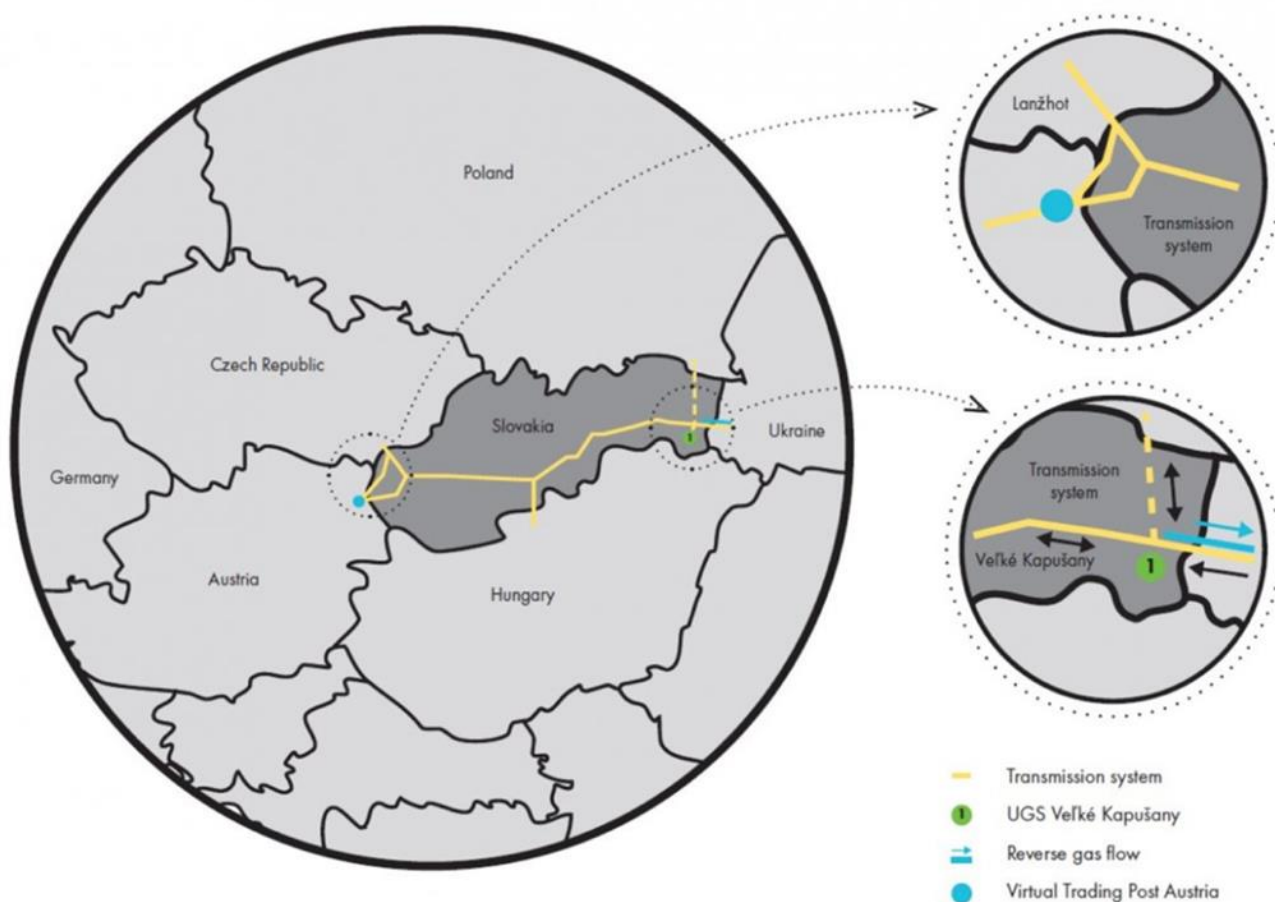 Poland
Czech Republic
Slovakia
Ukraine
Germany
Austria
Hungary
Lanžhot
Transmission
system
Transmission
system
Veľké Kapušany
1
1
Transmission system
1 UGS Veľké Kapušany
Reverse gas flow
Virtual Trading Post Austria